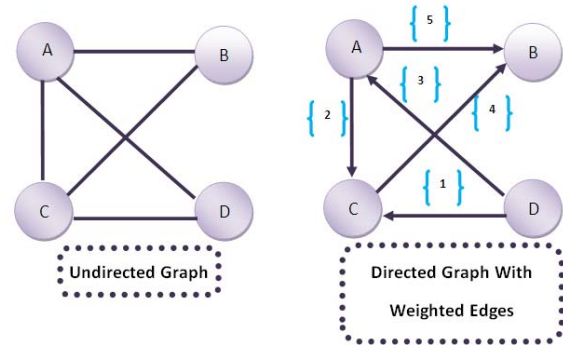 A
B
C
D
Undirected Graph
A
{ 5 }
B
{ 2 }
{ 3 }
{ 4 }
C
{ 1 }
D
Directed Graph With
Weighted Edges